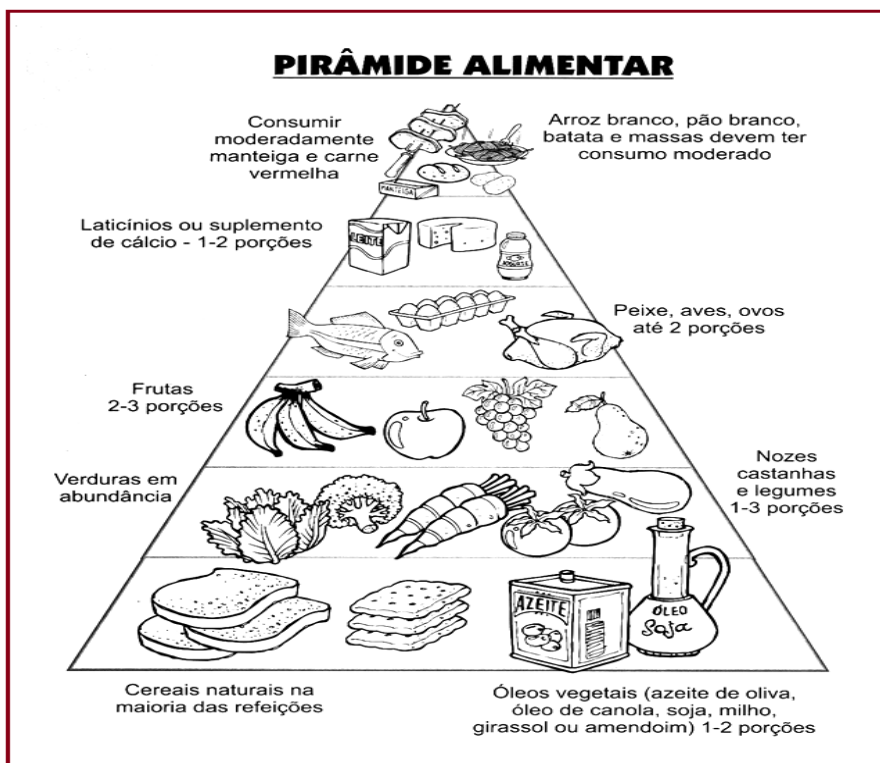 PIRÂMIDE ALIMENTAR
Consumir
moderadamente
manteiga e carne
vermelha
Arroz branco, pão branco,
batata e massas devem ter
consumo moderado
MANTEIGA
Laticínios ou suplemento
de cálcio - 1-2 porções
LEITE
IOGURTE
Peixe, aves, ovos
até 2 porções
Frutas
2-3 porções
Verduras em
abundância
Nozes
castanhas
e legumes
1-3 porções
AZEITE
ÓLEO
Soja
Cereais naturais na
maioria das refeições
Óleos vegetais (azeite de oliva,
óleo de canola, soja, milho,
girassol ou amendoim) 1-2 porções